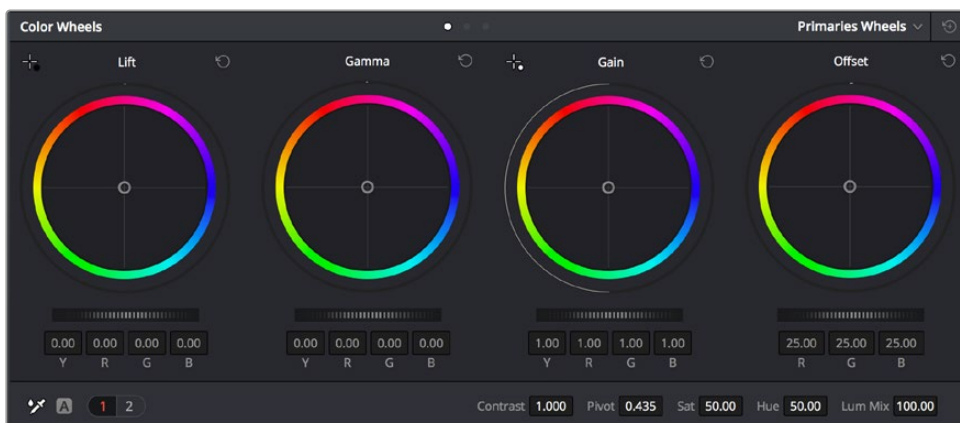 Color Wheels Primaries Wheels
Lift Gamma Gain Offset
0.00 0.00 0.00 0.00 0.00 0.00 0.00 0.00 1.00 1.00 1.00 1.00 25.00 25.00 25.00
Y R G B Y R G B Y R G B R G B
A 1 2 Contrast 1.000 Pivot 0.435 Sat 50.00 Hue 50.00 Lum Mix 100.00